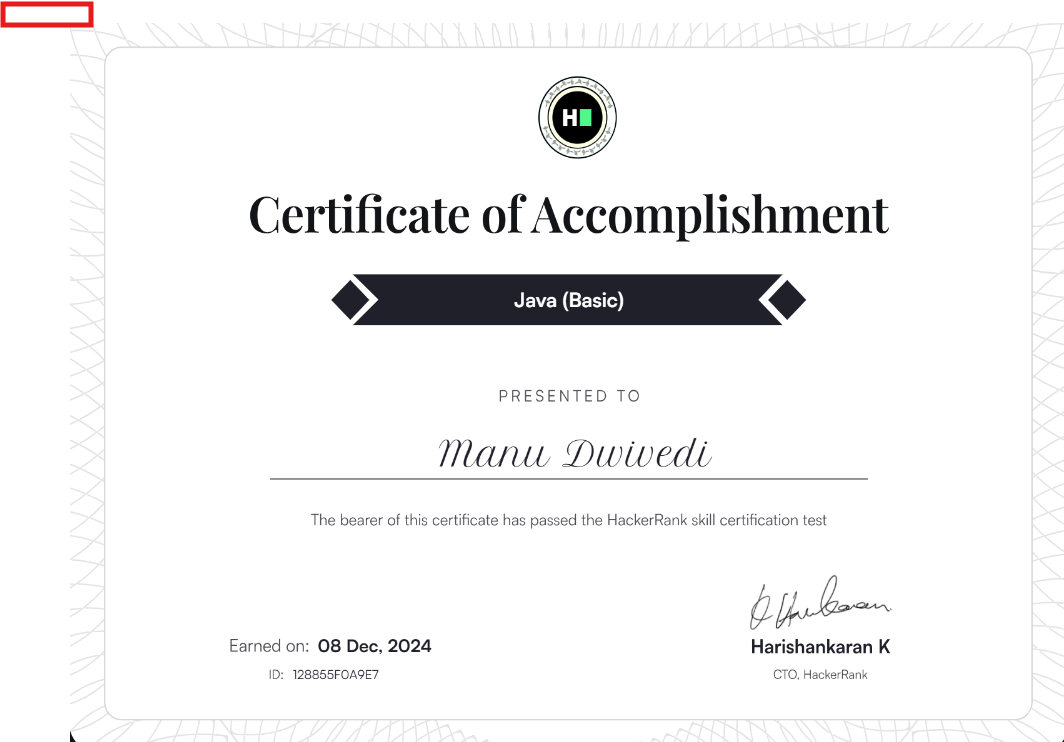 H
Certificate of Accomplishment
Java (Basic)
PRESENTED TO
Manu Dwivedi
The bearer of this certificate has passed the HackerRank skill certification test
Earned on: 08 Dec, 2024
ID: 128855F0A9E7
Harishankaran K
CTO, HackerRank